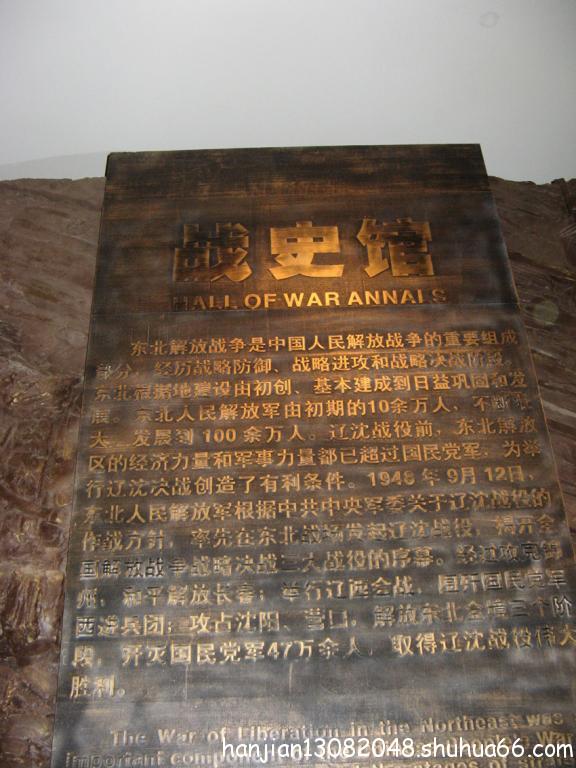 战史馆
HALL OF WAR ANNALS
东北解放战争是中国人民解放战争的重要组成
部分。经历战略防御、战略进攻和战略决战阶段。
东北根据地建设由初创、基本建成到日益巩固和发
展。东北人民解放军由初期的10余万人，不断
大，发展到100余万人。辽沈战役前，东北解放
区的经济力量和军事力量都已超过国民党军，为举
行辽沈决战创造了有利条件。1948年9月12日，
东北人民解放军根据中共中央军委关于辽沈战役的
作战方针，率先在东北战场发起辽沈战役，揭开全
国解放战争战略决战三大战役的序幕。经过攻克锦
州，和平解放长春；举行辽西会战，围歼国民党军
西进兵团；攻占沈阳、营口，解放东北全境三个阶
段，歼灭国民党军47万余人，取得辽沈战役伟大
胜利。
The War of Liberation in the Northeast was
important component War
hanjian13082048.shuhua66.com